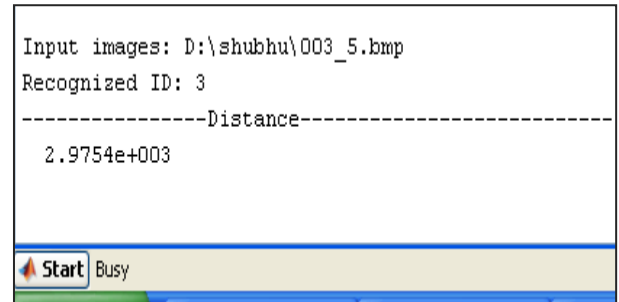 Input images: D:\shubhu\003_5.bmp
Recognized ID: 3
----------------Distance---------------------------
2.9754e+003
Start Busy